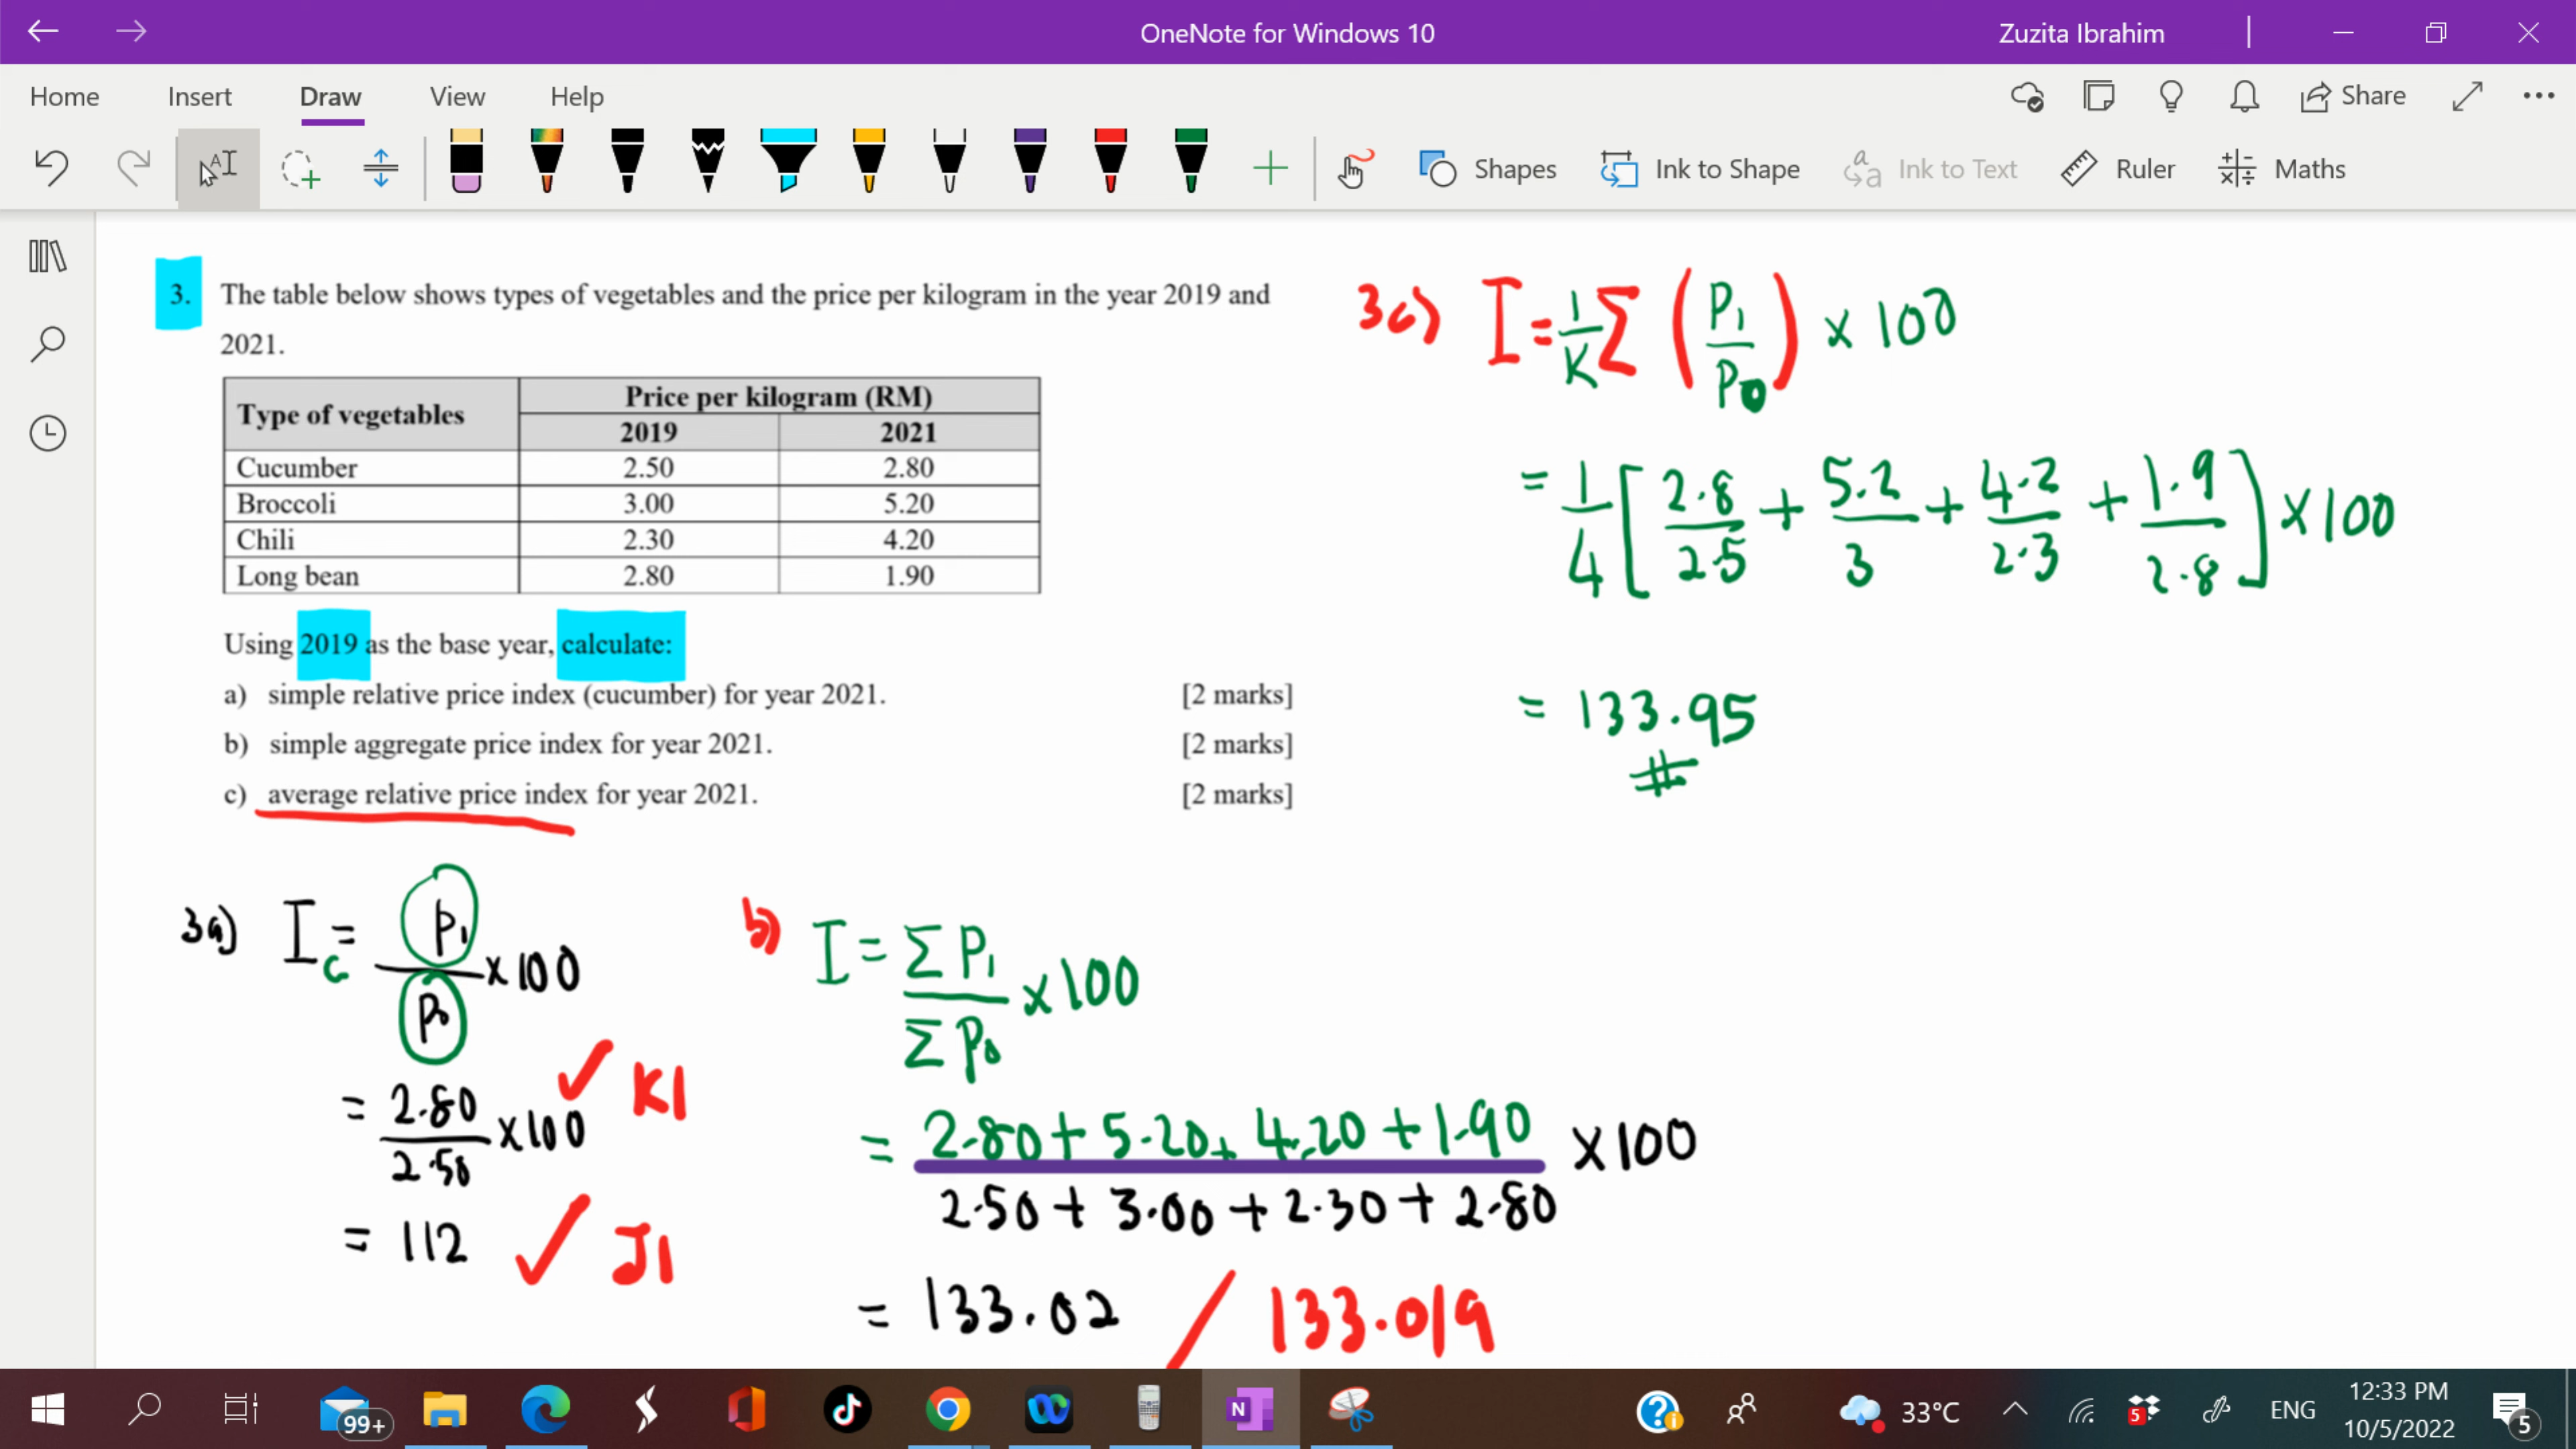 OneNote for Windows 10
Zuzita Ibrahim
Home Insert Draw View Help
Share
Shapes Ink to Shape Ink to Text Ruler Maths
3. The table below shows types of vegetables and the price per kilogram in the year 2019 and
2021.
Type of vegetables Price per kilogram (RM)
2019 2021
Cucumber 2.50 2.80
Broccoli 3.00 5.20
Chili 2.30 4.20
Long bean 2.80 1.90
Using 2019 as the base year, calculate:
a) simple relative price index (cucumber) for year 2021. [2 marks]
b) simple aggregate price index for year 2021. [2 marks]
c) average relative price index for year 2021. [2 marks]
3c) I = 1/K Σ (P1/P0) × 100
= 1/4 [2.8/2.5 + 5.2/3 + 4.2/2.3 + 1.9/2.8] × 100
= 133.95
#
3a) Ic = P1/P0 × 100
= 2.80/2.50 × 100 ✓ K1
= 112 ✓ J1
b) I = ΣP1/ΣP0 × 100
= 2.80 + 5.20 + 4.20 + 1.90
× 100
2.50 + 3.00 + 2.30 + 2.80
= 133.02 / 133.019
99+
33°C
5
ENG
12:33 PM
10/5/2022
5